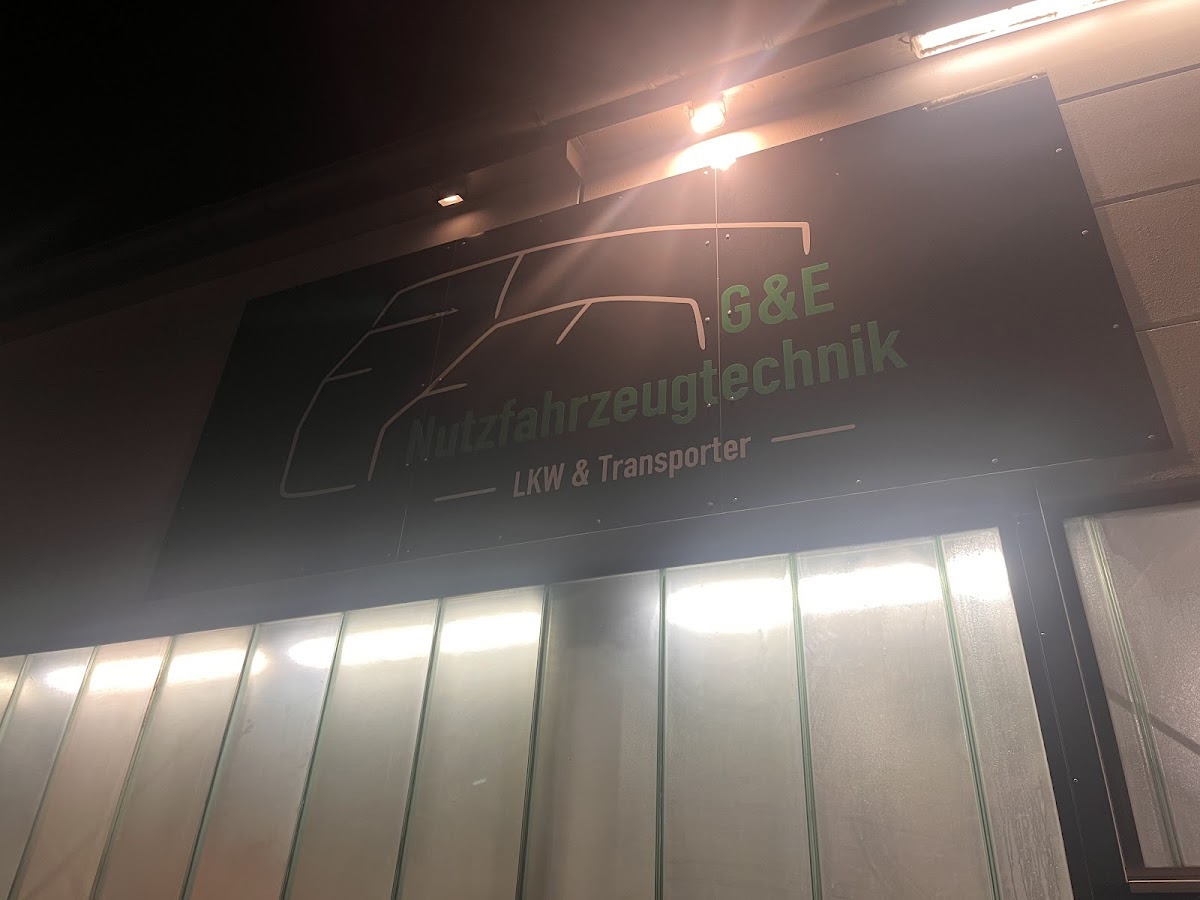 G&E
Nutzfahrzeugtechnik
LKW & Transporter